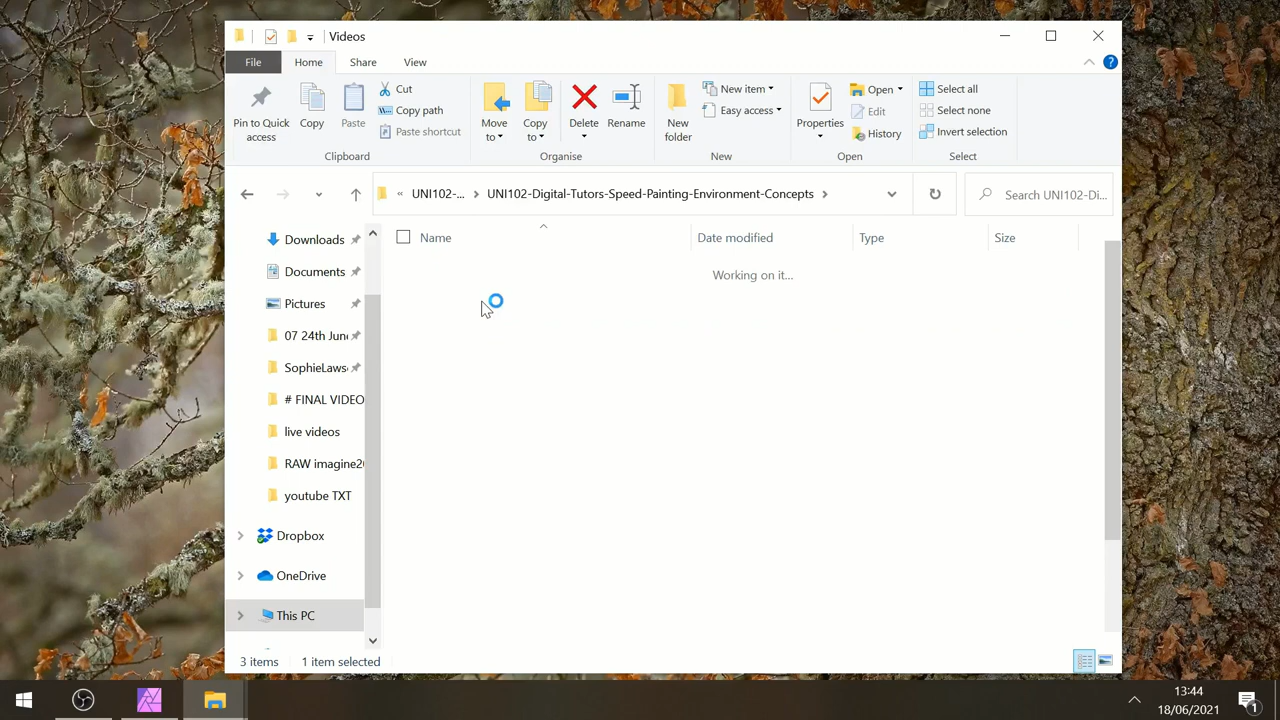 Videos
File
Home
Share
View
Pin to Quick access
Copy
Paste
Cut
Copy path
Paste shortcut
Clipboard
Move to
Copy to
Delete
Rename
Organise
New folder
New item
Easy access
New
Properties
Open
Edit
History
Open
Select all
Select none
Invert selection
Select
« UNI102-... > UNI102-Digital-Tutors-Speed-Painting-Environment-Concepts >
Search UNI102-Di...
Name
Date modified
Type
Size
Working on it...
Downloads
Documents
Pictures
07 24th June
SophieLaws
# FINAL VIDEO
live videos
RAW imagine2
youtube TXT
Dropbox
OneDrive
This PC
3 items
1 item selected
13:44
18/06/2021
1